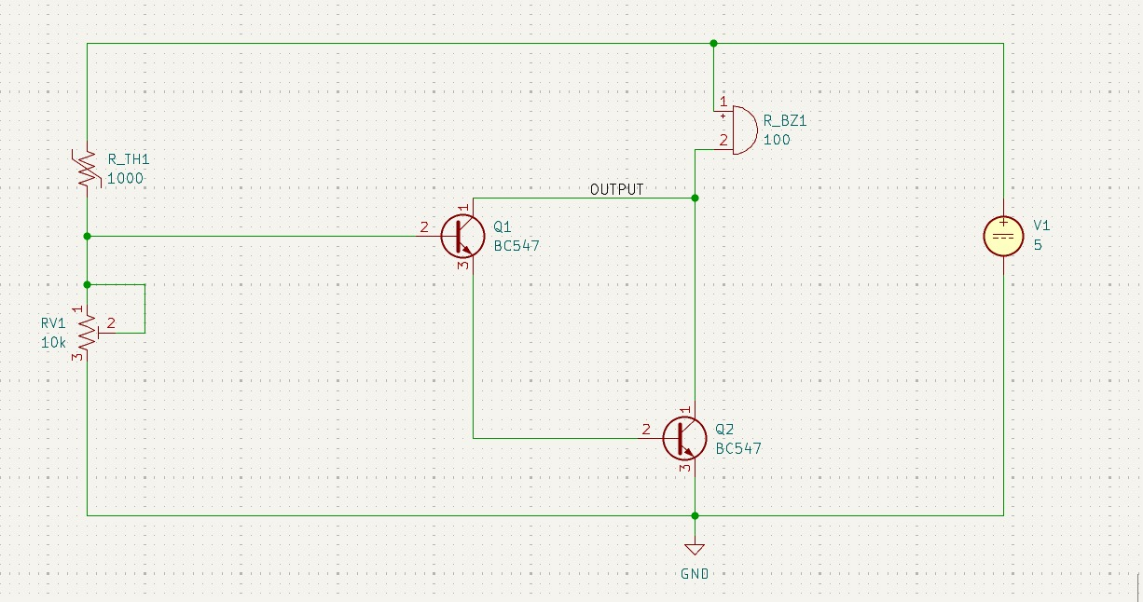 1
+
2
R_BZ1
100
R_TH1
1000
OUTPUT
1
2
3
Q1
BC547
+
V1
5
RV1
10k
1
2
3
1
2
3
Q2
BC547
GND